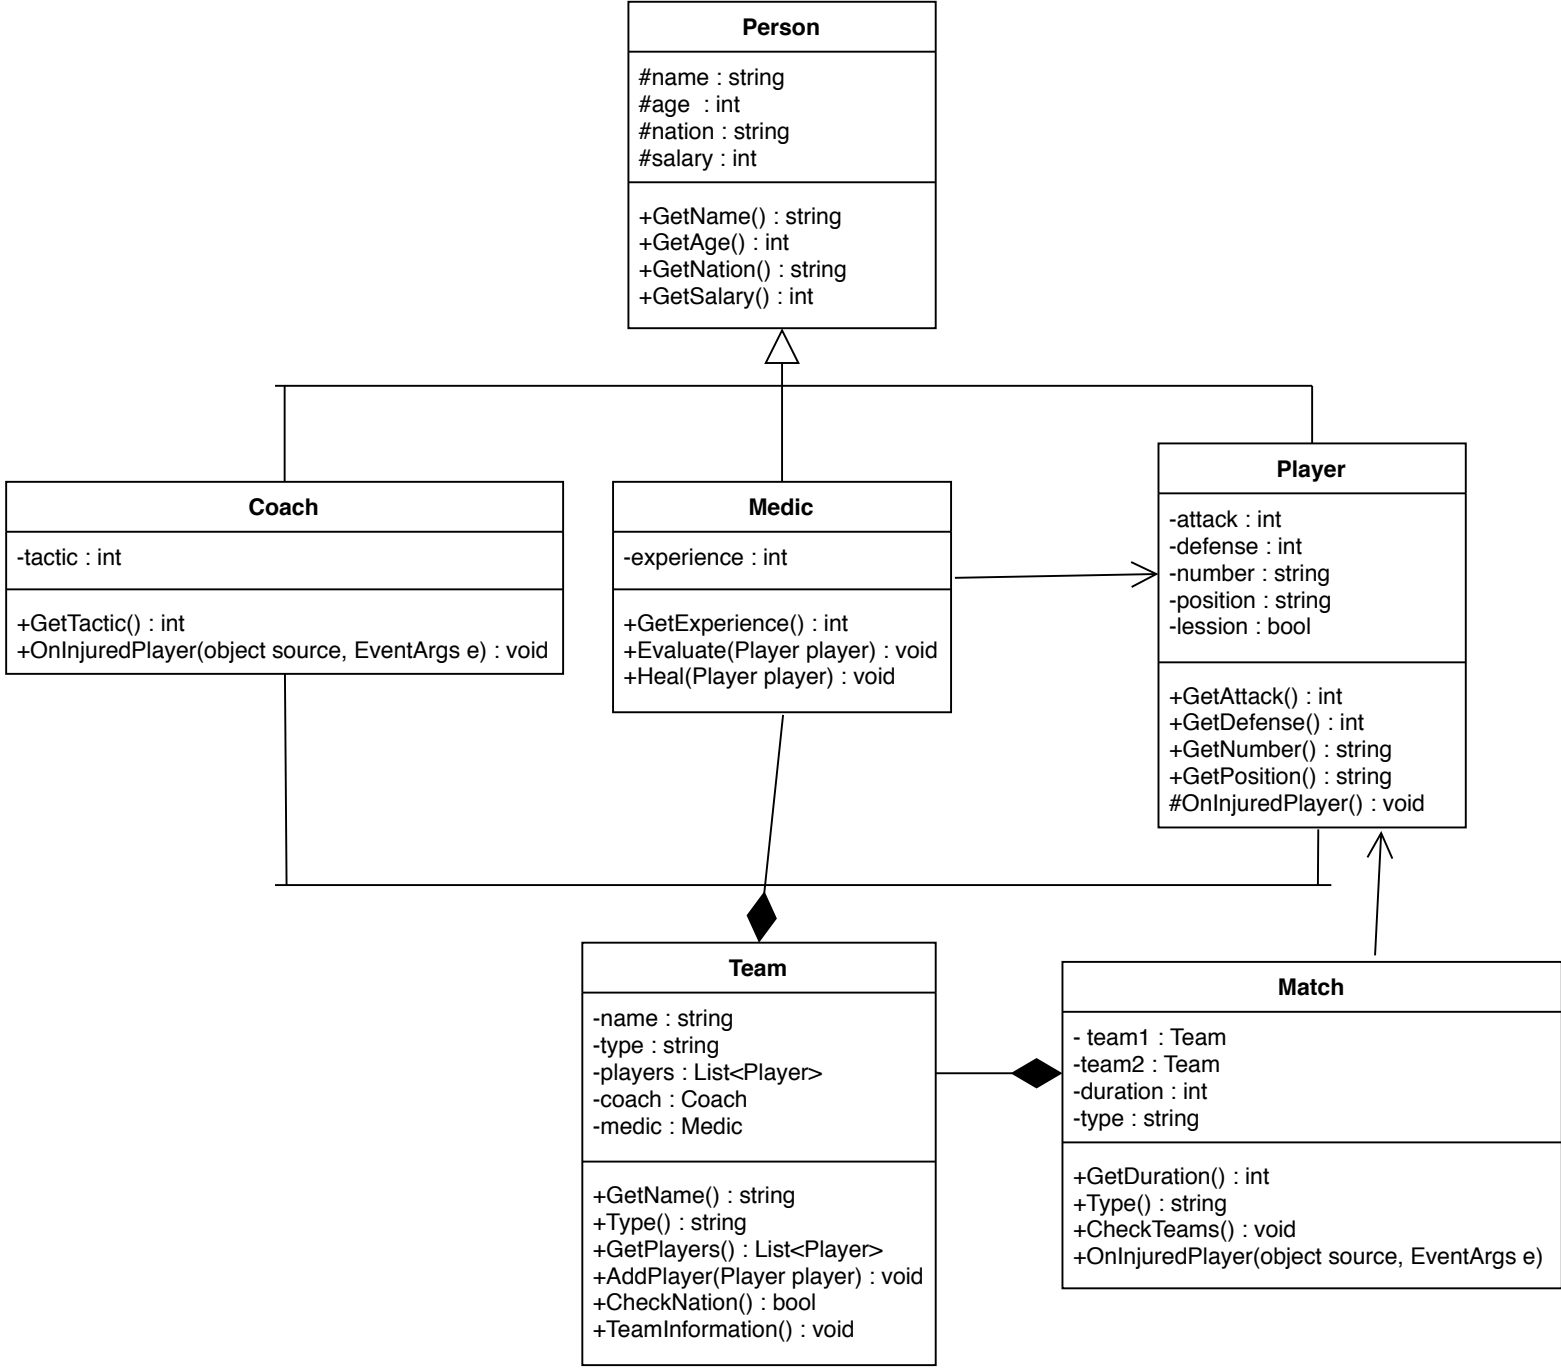 Person
#name : string
#age  : int
#nation : string
#salary : int
+GetName() : string
+GetAge() : int
+GetNation() : string
+GetSalary() : int
Coach
-tactic : int
+GetTactic() : int
+OnInjuredPlayer(object source, EventArgs e) : void
Medic
-experience : int
+GetExperience() : int
+Evaluate(Player player) : void
+Heal(Player player) : void
Player
-attack : int
-defense : int
-number : string
-position : string
-lession : bool
+GetAttack() : int
+GetDefense() : int
+GetNumber() : string
+GetPosition() : string
#OnInjuredPlayer() : void
Team
-name : string
-type : string
-players : List<Player>
-coach : Coach
-medic : Medic
+GetName() : string
+Type() : string
+GetPlayers() : List<Player>
+AddPlayer(Player player) : void
+CheckNation() : bool
+TeamInformation() : void
Match
- team1 : Team
-team2 : Team
-duration : int
-type : string
+GetDuration() : int
+Type() : string
+CheckTeams() : void
+OnInjuredPlayer(object source, EventArgs e)